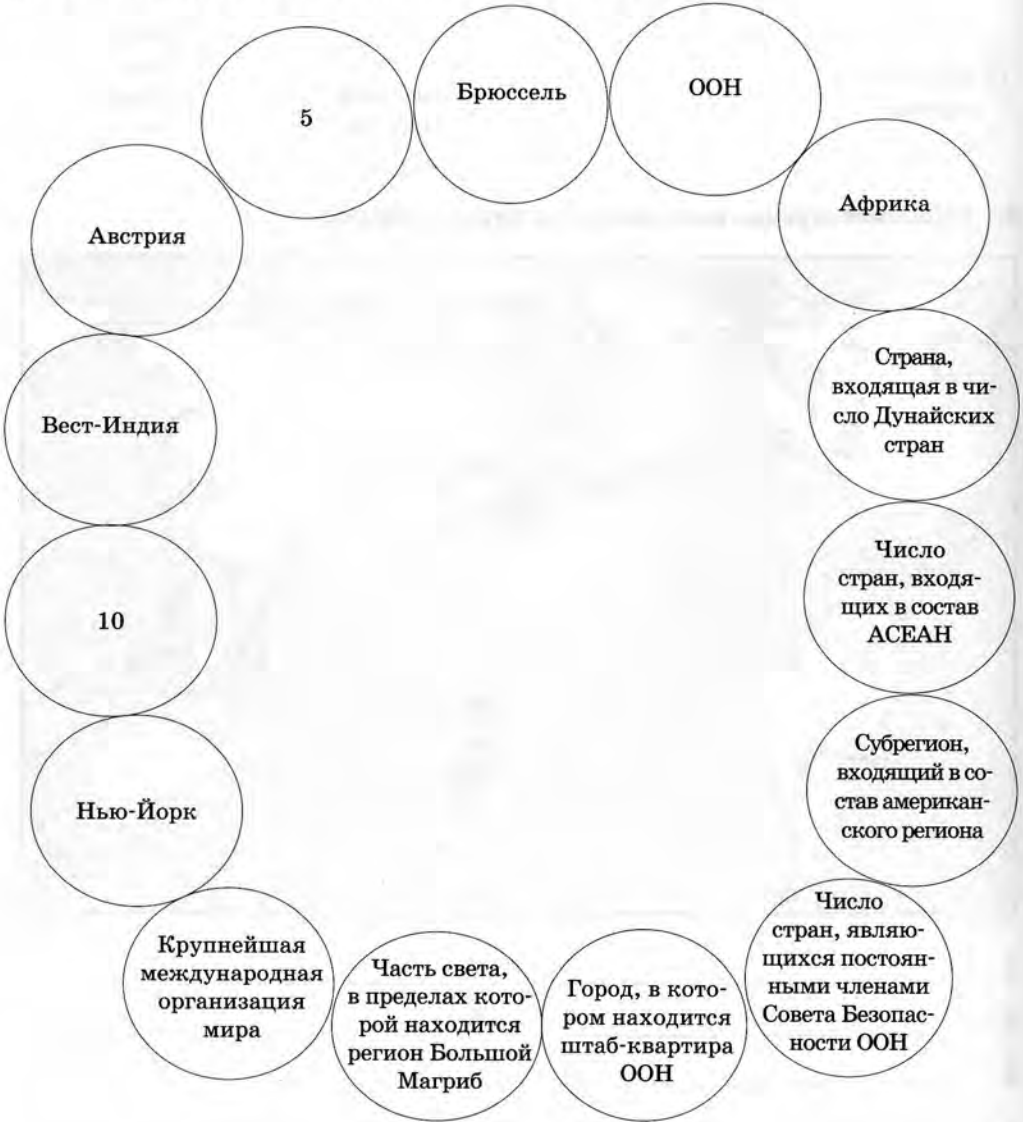 5
Брюссель
ООН
Африка
Страна,
входящая в чи-
сло Дунайских
стран
Число
стран, входя-
щих в состав
АСЕАН
Субрегион,
входящий в со-
став американ-
ского региона
Число
стран, являю-
щихся постоян-
ными членами
Совета Безопас-
ности ООН
Город, в кото-
ром находится
штаб-квартира
ООН
Часть света,
в пределах кото-
рой находится
регион Большой
Магриб
Крупнейшая
международная
организация
мира
Нью-Йорк
10
Вест-Индия
Австрия